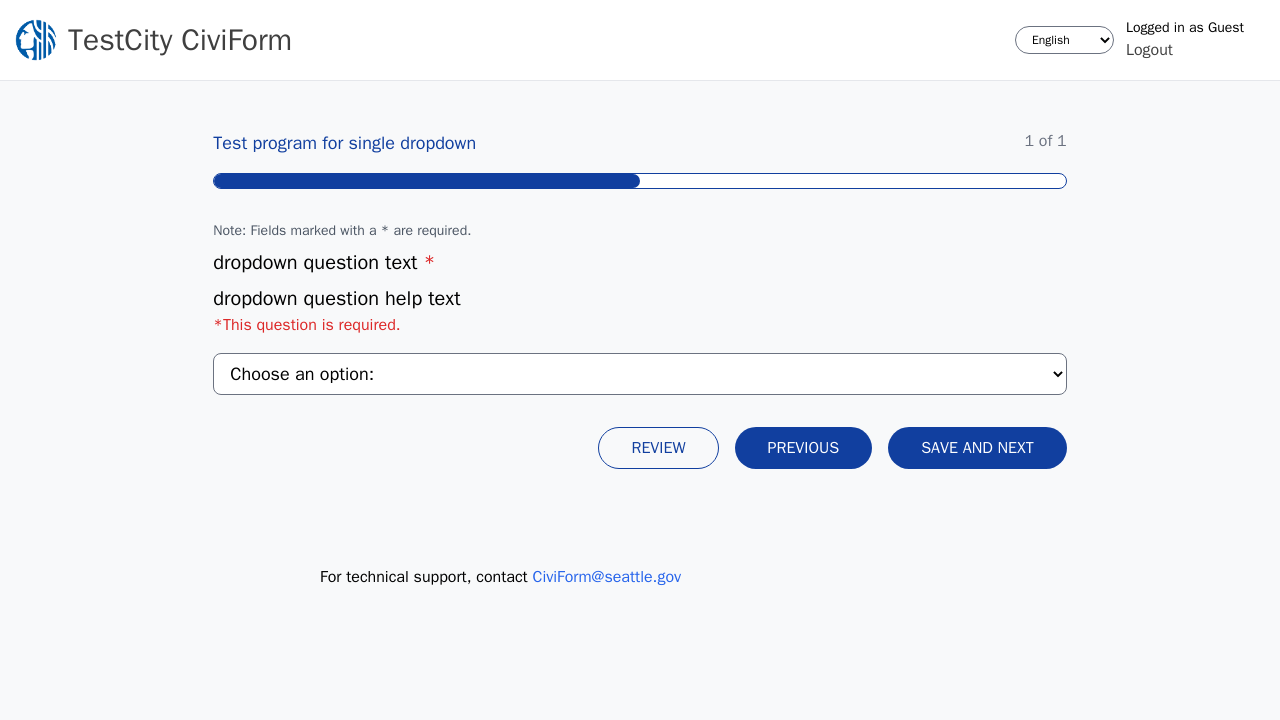 TestCity CiviForm
English
Logged in as Guest
Logout
Test program for single dropdown
1 of 1
Note: Fields marked with a * are required.
dropdown question text *
dropdown question help text
*This question is required.
Choose an option:
REVIEW
PREVIOUS
SAVE AND NEXT
For technical support, contact CiviForm@seattle.gov